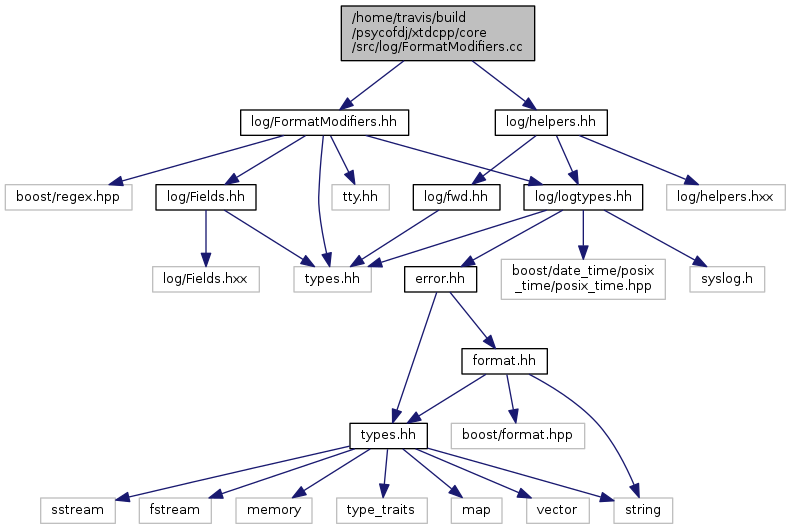 /home/travis/build
/psycofdj/xtdcpp/core
/src/log/FormatModifiers.cc
log/FormatModifiers.hh
log/helpers.hh
boost/regex.hpp
log/Fields.hh
tty.hh
log/fwd.hh
log/logtypes.hh
log/helpers.hxx
log/Fields.hxx
types.hh
error.hh
boost/date_time/posix
_time/posix_time.hpp
syslog.h
format.hh
types.hh
boost/format.hpp
sstream
fstream
memory
type_traits
map
vector
string